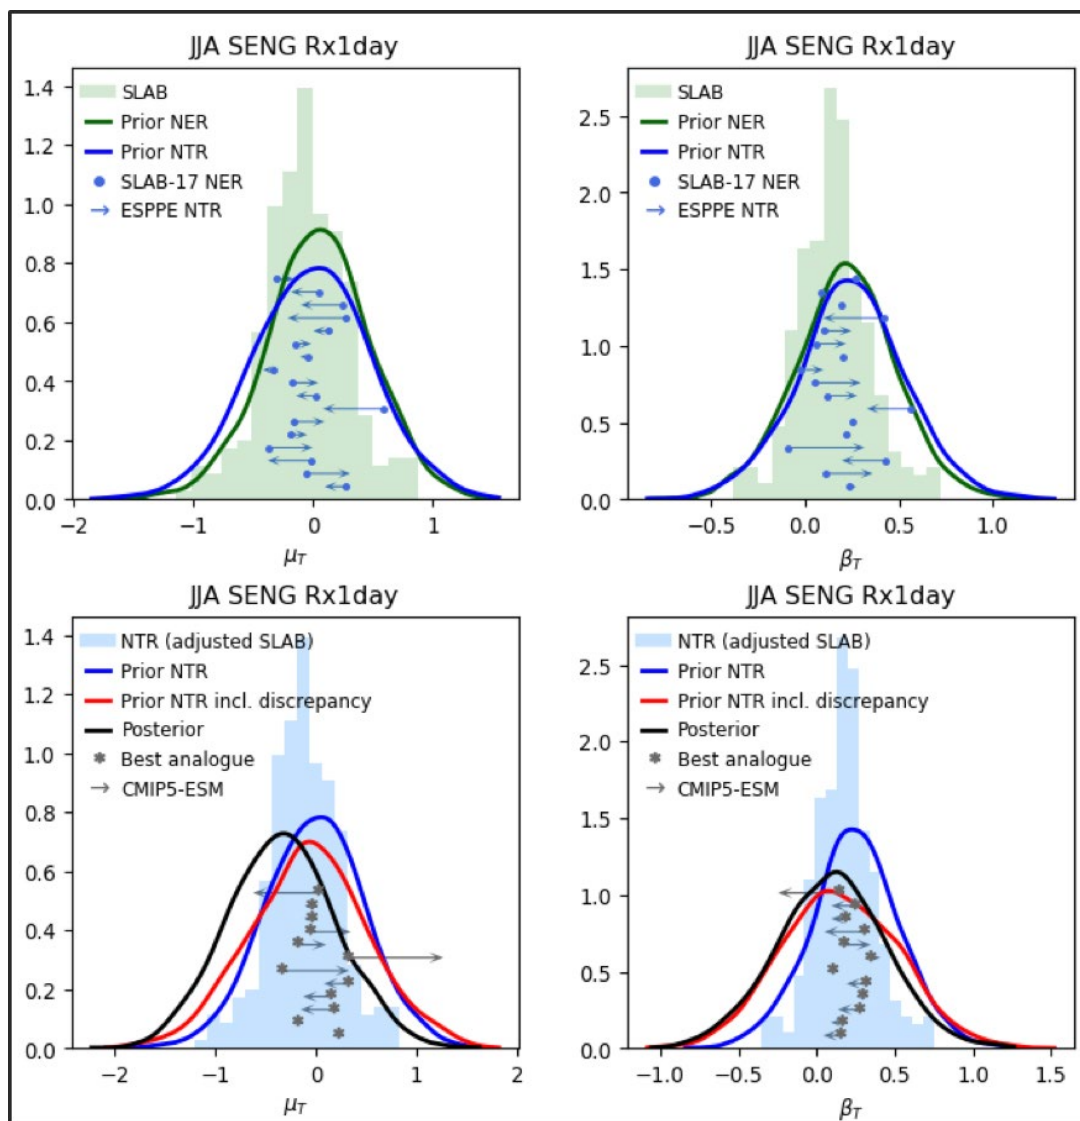 JJA SENG Rx1day
1.4
1.2
1.0
0.8
0.6
0.4
0.2
0.0
SLAB
Prior NER
Prior NTR
SLAB-17 NER
ESPPE NTR
−2
−1
0
1
μT
JJA SENG Rx1day
2.5
2.0
1.5
1.0
0.5
0.0
SLAB
Prior NER
Prior NTR
SLAB-17 NER
ESPPE NTR
−0.5
0.0
0.5
1.0
βT
JJA SENG Rx1day
1.4
1.2
1.0
0.8
0.6
0.4
0.2
0.0
NTR (adjusted SLAB)
Prior NTR
Prior NTR incl. discrepancy
Posterior
Best analogue
CMIP5-ESM
−2
−1
0
1
2
μT
JJA SENG Rx1day
2.5
2.0
1.5
1.0
0.5
0.0
NTR (adjusted SLAB)
Prior NTR
Prior NTR incl. discrepancy
Posterior
Best analogue
CMIP5-ESM
−1.0
−0.5
0.0
0.5
1.0
1.5
βT